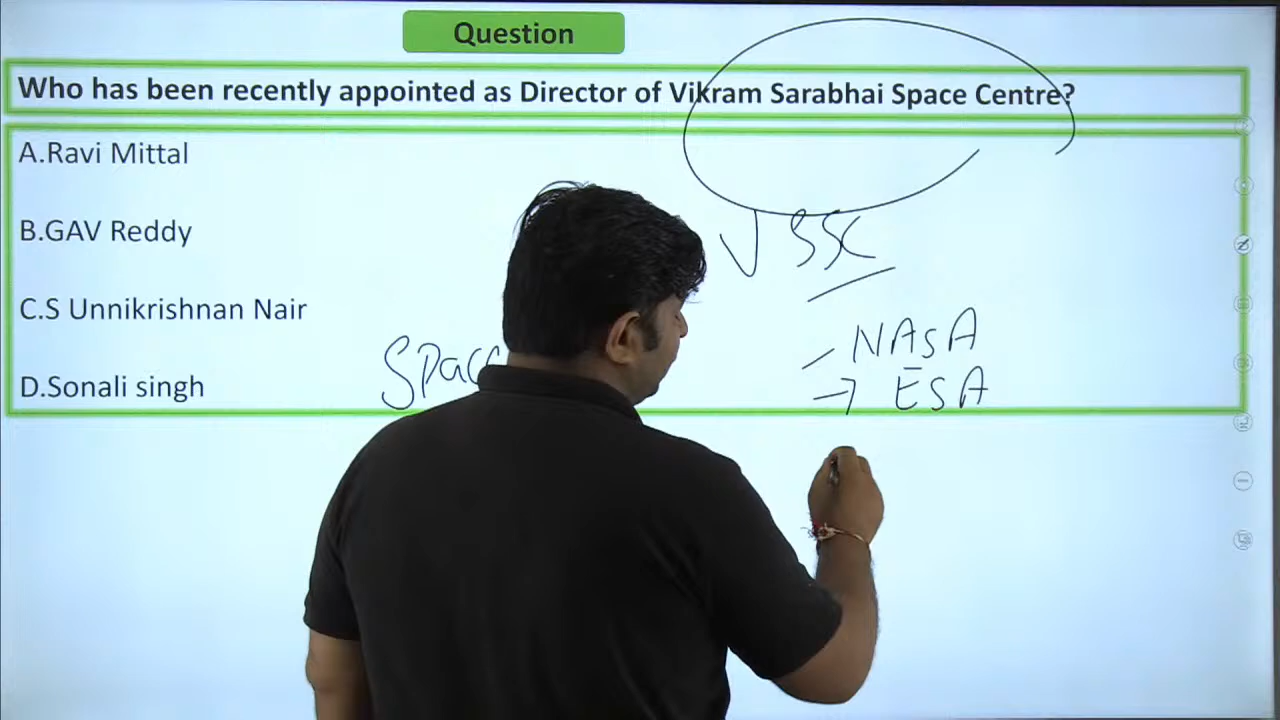 Question
Who has been recently appointed as Director of Vikram Sarabhai Space Centre?
A.Ravi Mittal
B.GAV Reddy
VSSC
C.S Unnikrishnan Nair
NASA
D.Sonali singh
→ ESA